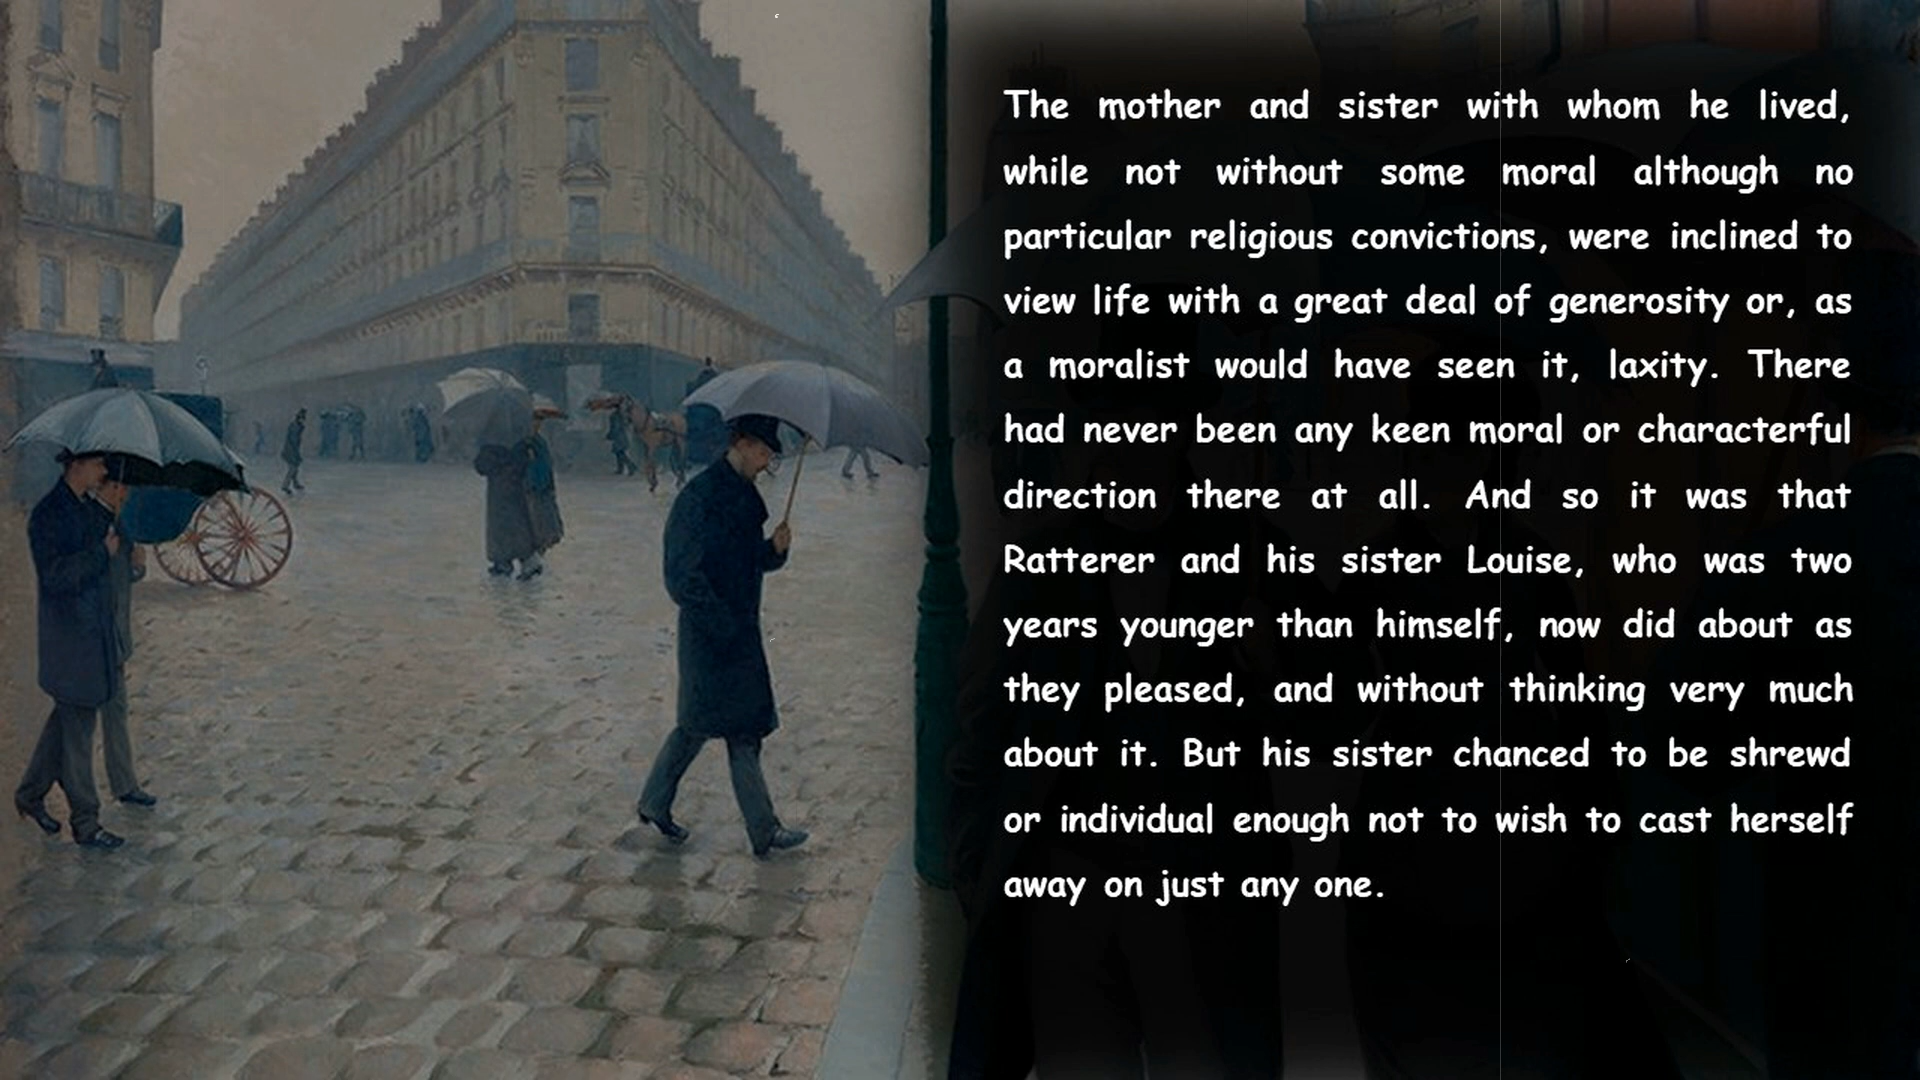 The mother and sister with whom he lived,
while not without some moral although no
particular religious convictions, were inclined to
view life with a great deal of generosity or, as
a moralist would have seen it, laxity. There
had never been any keen moral or characterful
direction there at all. And so it was that
Ratterer and his sister Louise, who was two
years younger than himself, now did about as
they pleased, and without thinking very much
about it. But his sister chanced to be shrewd
or individual enough not to wish to cast herself
away on just any one.